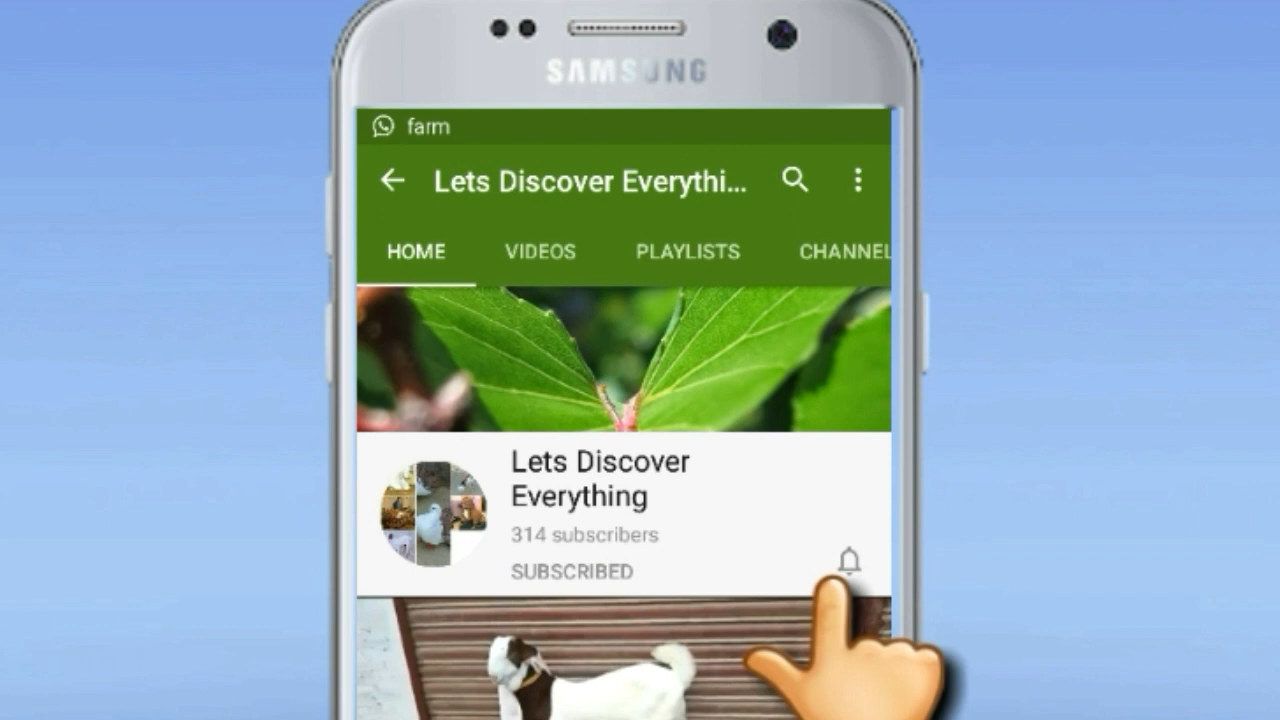 SAMSUNG
farm
Lets Discover Everythi...
HOME VIDEOS PLAYLISTS CHANNEL
Lets Discover
Everything
314 subscribers
SUBSCRIBED